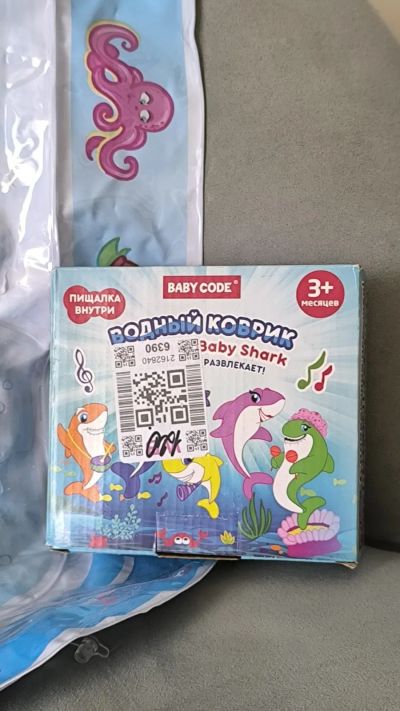 BABY CODE®
3+
месяцев
ПИЩАЛКА
ВНУТРИ
ВОДНЫЙ КОВРИК
Baby Shark
РАЗВЛЕКАЕТ!
2162840
6390